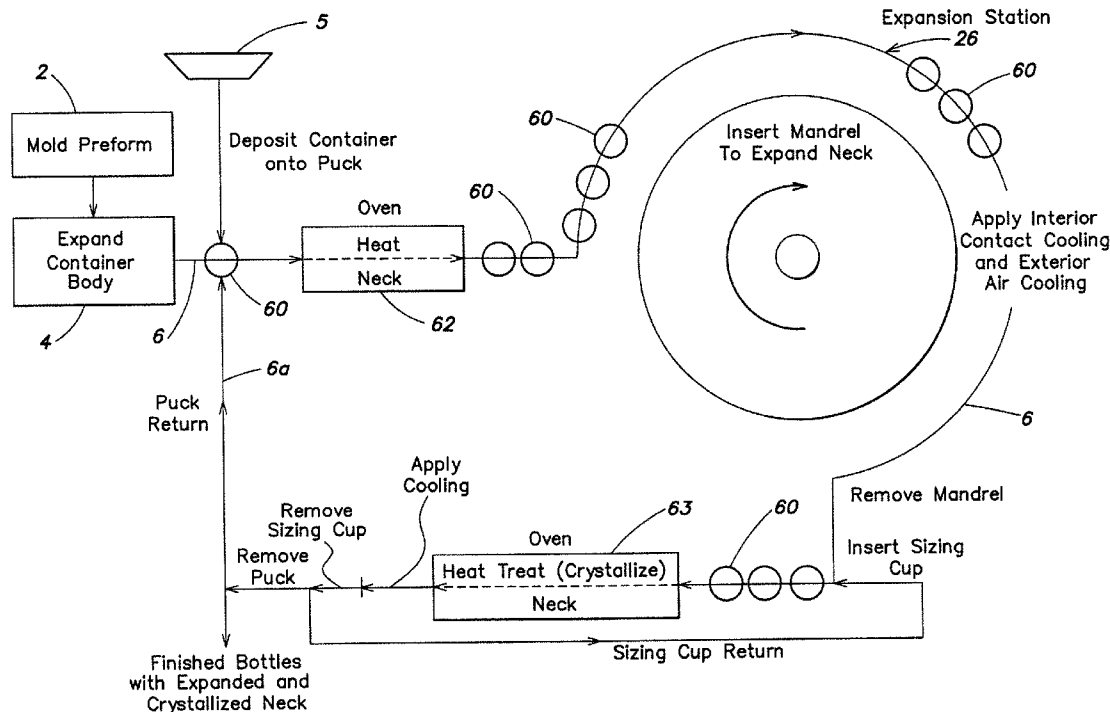 Expansion Station
5
26
2
60
Mold Preform
Deposit Container
onto Puck
60
Insert Mandrel
To Expand Neck
Oven
60
Expand
Container
Body
Heat
Neck
Apply Interior
Contact Cooling
and Exterior
Air Cooling
4
6
60
62
6a
Puck
Return
6
Apply
Cooling
Remove
Sizing Cup
63
60
Remove Mandrel
Oven
Insert Sizing
Cup
Remove
Puck
Heat Treat (Crystallize)
Neck
Sizing Cup Return
Finished Bottles
with Expanded and
Crystallized Neck